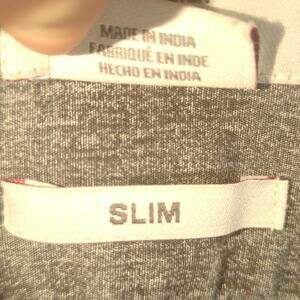 MADE IN INDIA
FABRIQUÉ EN INDE
HECHO EN INDIA
SLIM